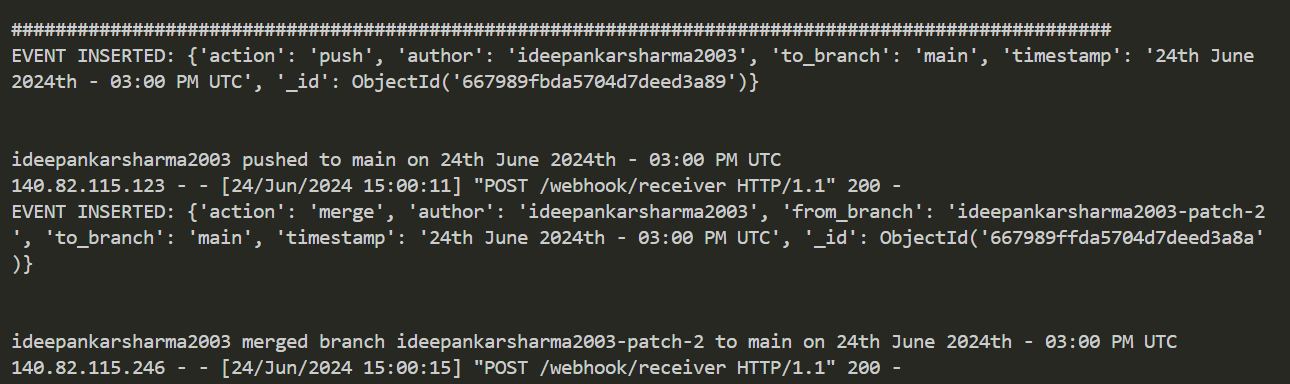 ####################################################################################################
EVENT INSERTED: {'action': 'push', 'author': 'ideepankarsharma2003', 'to_branch': 'main', 'timestamp': '24th June
2024th - 03:00 PM UTC', '_id': ObjectId('667989fbda5704d7deed3a89')}
ideepankarsharma2003 pushed to main on 24th June 2024th - 03:00 PM UTC
140.82.115.123 - - [24/Jun/2024 15:00:11] "POST /webhook/receiver HTTP/1.1" 200 -
EVENT INSERTED: {'action': 'merge', 'author': 'ideepankarsharma2003', 'from_branch': 'ideepankarsharma2003-patch-2
', 'to_branch': 'main', 'timestamp': '24th June 2024th - 03:00 PM UTC', '_id': ObjectId('667989ffda5704d7deed3a8a'
)}
ideepankarsharma2003 merged branch ideepankarsharma2003-patch-2 to main on 24th June 2024th - 03:00 PM UTC
140.82.115.246 - - [24/Jun/2024 15:00:15] "POST /webhook/receiver HTTP/1.1" 200 -